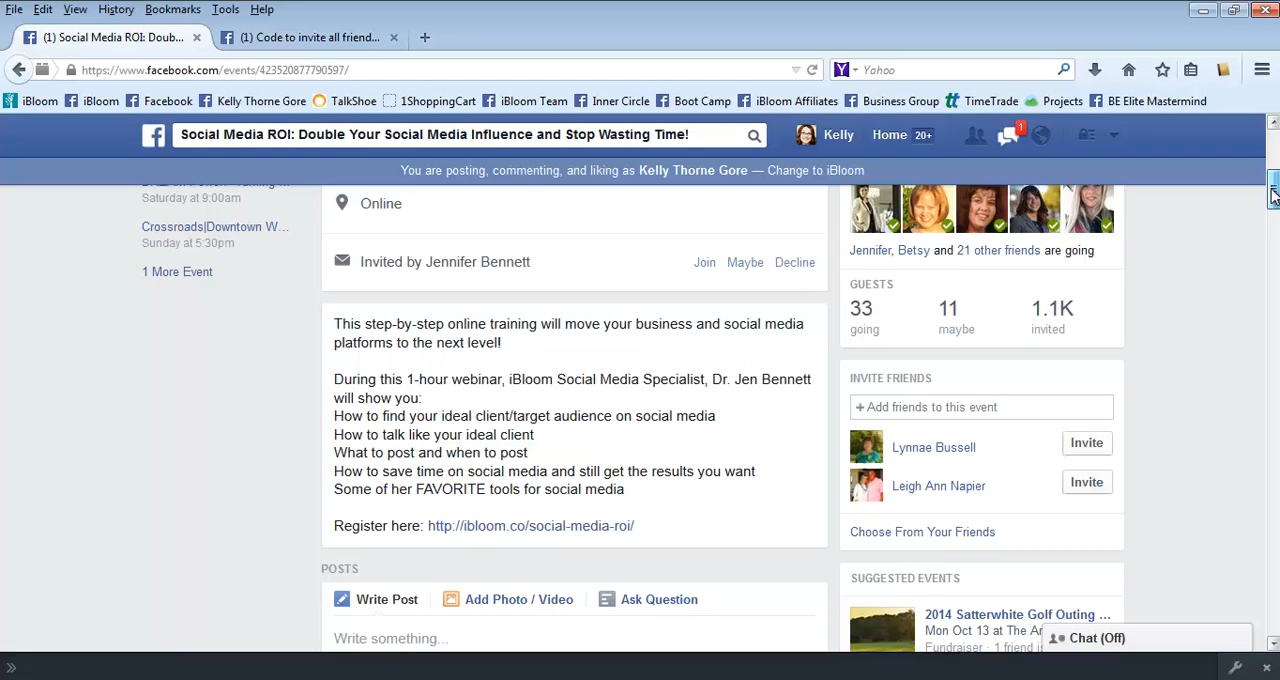 File Edit View History Bookmarks Tools Help
(1) Social Media ROI: Doub...
(1) Code to invite all friend...
https://www.facebook.com/events/423520877790597/
Yahoo
iBloom iBloom Facebook Kelly Thorne Gore TalkShoe 1ShoppingCart iBloom Team Inner Circle Boot Camp iBloom Affiliates Business Group TimeTrade Projects BE Elite Mastermind
Social Media ROI: Double Your Social Media Influence and Stop Wasting Time!
Kelly Home 20+ 1
You are posting, commenting, and liking as Kelly Thorne Gore — Change to iBloom
Saturday at 9:00am
Crossroads|Downtown W...
Sunday at 5:30pm
1 More Event
Online
Invited by Jennifer Bennett
Join Maybe Decline
This step-by-step online training will move your business and social media
platforms to the next level!
During this 1-hour webinar, iBloom Social Media Specialist, Dr. Jen Bennett
will show you:
How to find your ideal client/target audience on social media
How to talk like your ideal client
What to post and when to post
How to save time on social media and still get the results you want
Some of her FAVORITE tools for social media
Register here: http://ibloom.co/social-media-roi/
POSTS
Write Post Add Photo / Video Ask Question
Write something...
Jennifer, Betsy and 21 other friends are going
GUESTS
33 11 1.1K
going maybe invited
INVITE FRIENDS
+ Add friends to this event
Lynnae Bussell Invite
Leigh Ann Napier Invite
Choose From Your Friends
SUGGESTED EVENTS
2014 Satterwhite Golf Outing ...
Mon Oct 13 at The
Fundraiser · 1 friend
Chat (Off)